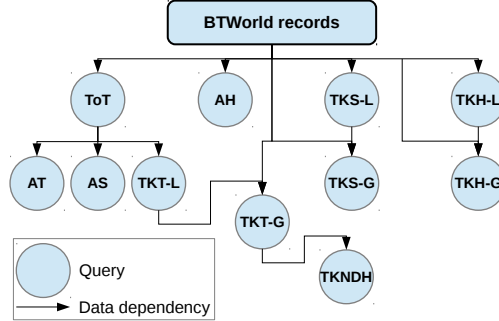 BTWorld records
ToT
AH
TKS-L
TKH-L
AT
AS
TKT-L
TKS-G
TKH-G
TKT-G
TKNDH
Query
Data dependency